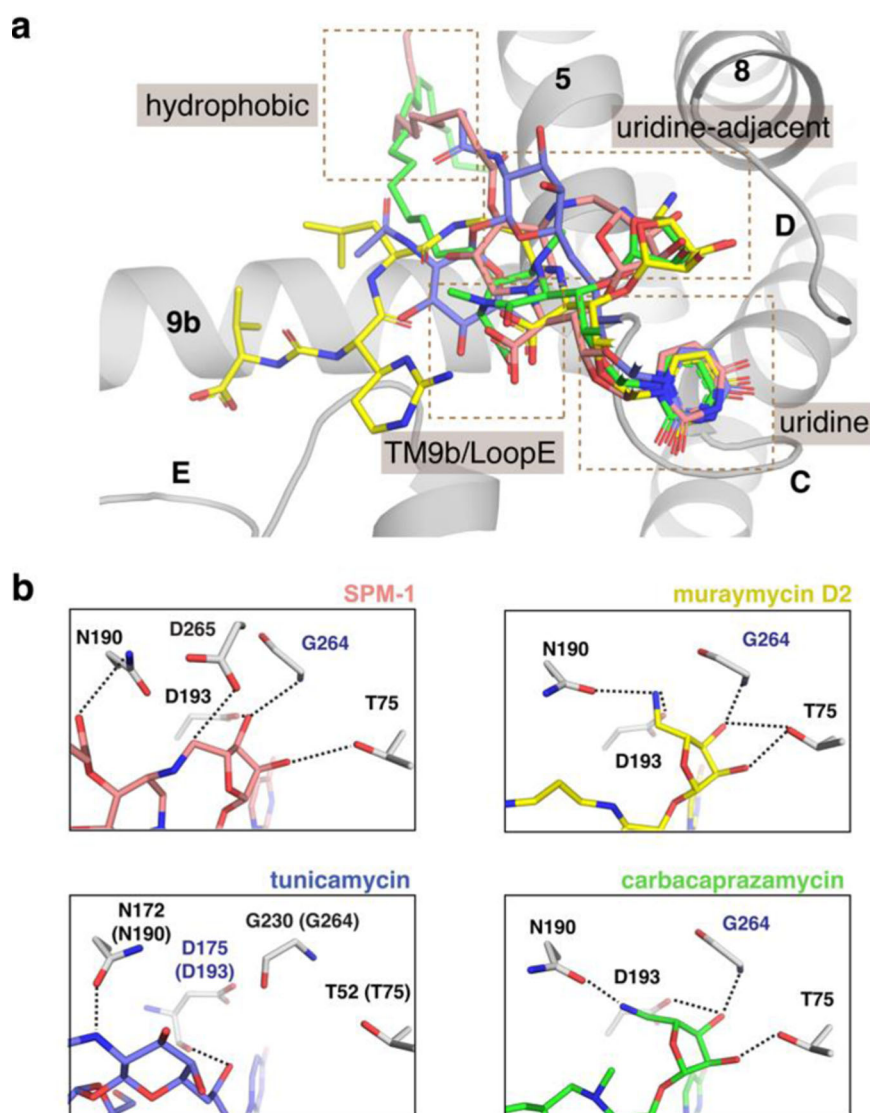 a
hydrophobic
5
8
uridine-adjacent
D
9b
TM9b/LoopE
uridine
E
C
b
SPM-1
N190
D265
G264
D193
T75
muraymycin D2
N190
G264
T75
D193
tunicamycin
N172
(N190)
D175
(D193)
G230 (G264)
T52 (T75)
carbacaprazamycin
N190
G264
D193
T75